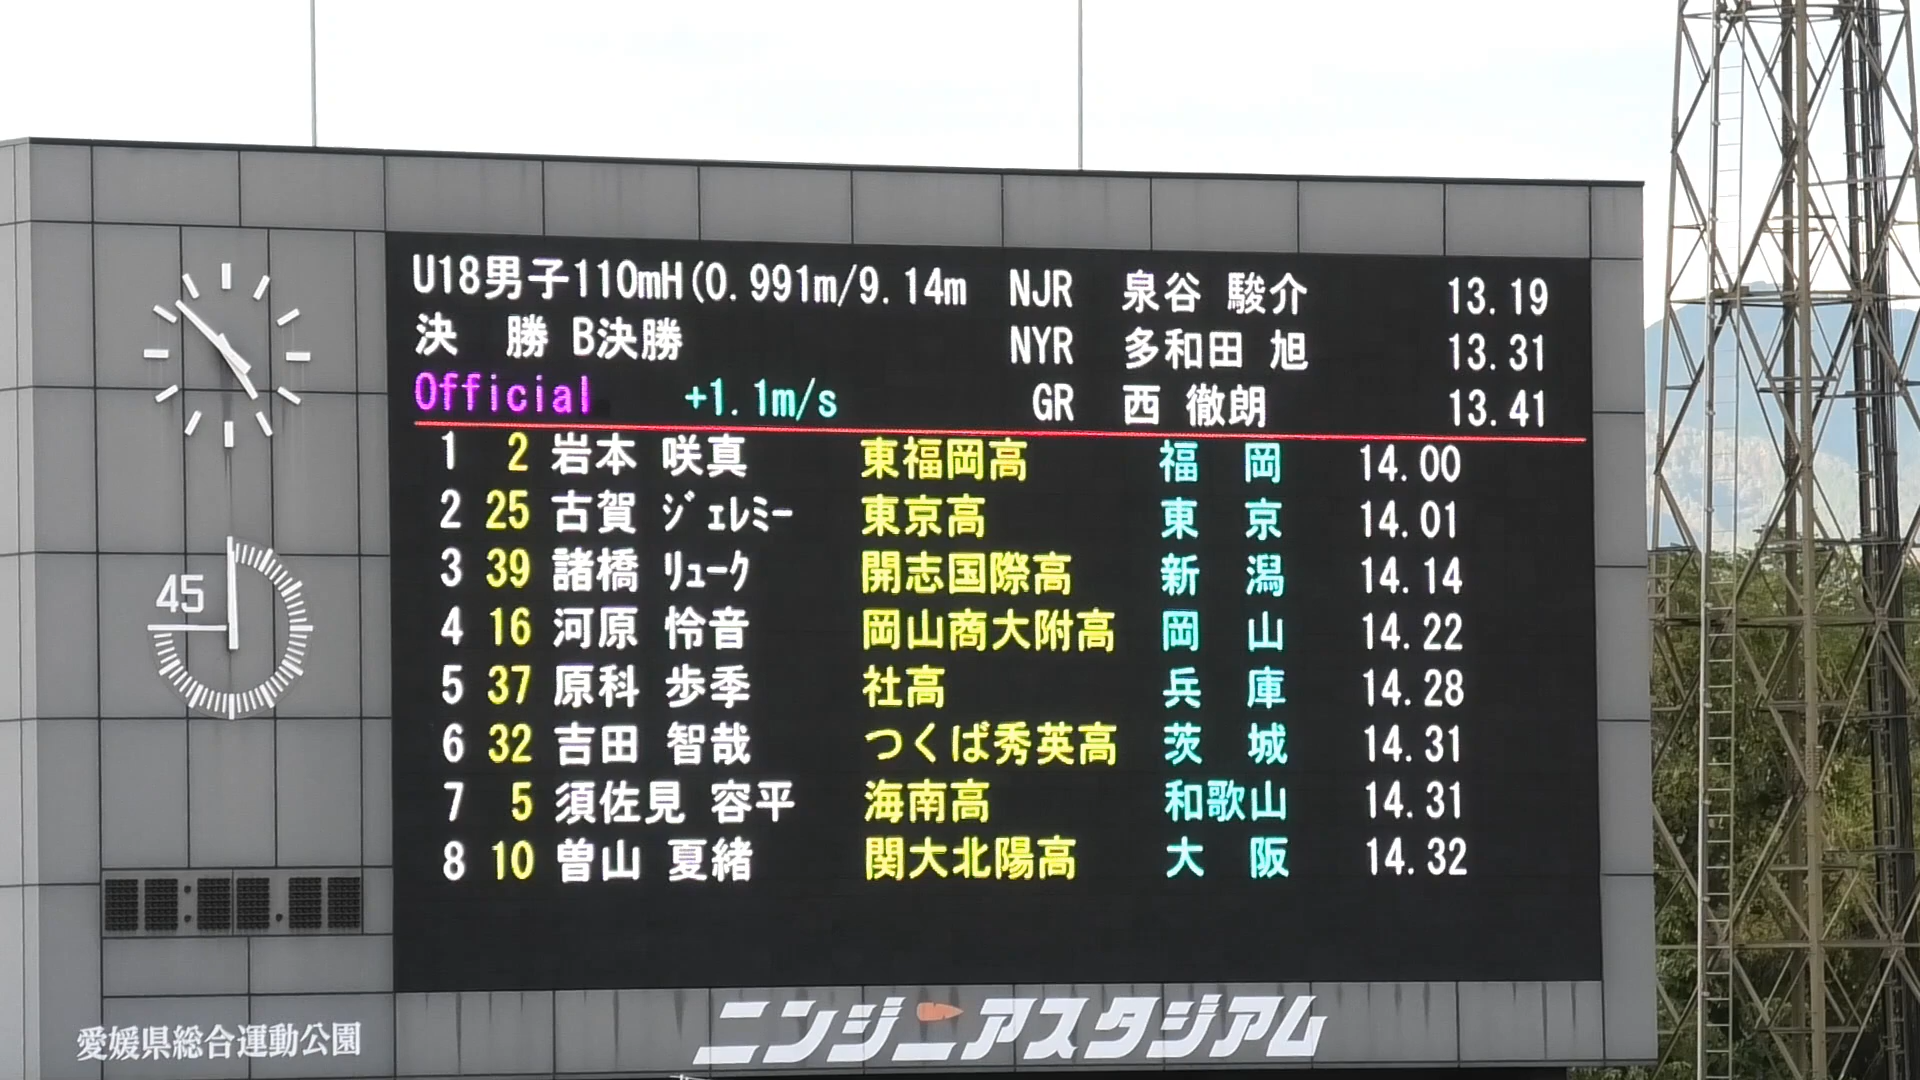 U18男子110mH(0.991m/9.14m NJR 泉谷 駿介 13.19
決 勝 B決勝 NYR 多和田 旭 13.31
Official +1.1m/s GR 西 徹朗 13.41
1 2 岩本 咲真 東福岡高 福 岡 14.00
2 25 古賀 ｼﾞｪﾚﾐｰ 東京高 東 京 14.01
3 39 諸橋 ﾘｭｰｸ 開志国際高 新 潟 14.14
4 16 河原 怜音 岡山商大附高 岡 山 14.22
5 37 原科 歩季 社高 兵 庫 14.28
6 32 吉田 智哉 つくば秀英高 茨 城 14.31
7 5 須佐見 容平 海南高 和歌山 14.31
8 10 曽山 夏緒 関大北陽高 大 阪 14.32
45
愛媛県総合運動公園
ニンジニアスタジアム